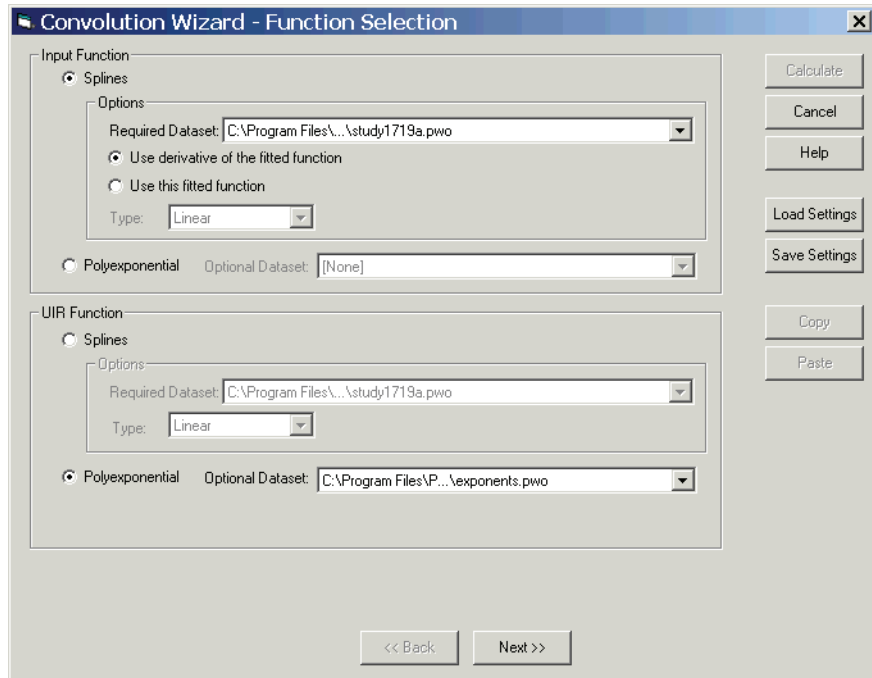 Convolution Wizard - Function Selection
Input Function
Splines
Options
Required Dataset: C:\Program Files\...\study1719a.pwo
Use derivative of the fitted function
Use this fitted function
Type: Linear
Polyexponential Optional Dataset: [None]
UIR Function
Splines
Options
Required Dataset: C:\Program Files\...\study1719a.pwo
Type: Linear
Polyexponential Optional Dataset: C:\Program Files\P...\exponents.pwo
Calculate
Cancel
Help
Load Settings
Save Settings
Copy
Paste
<< Back Next >>